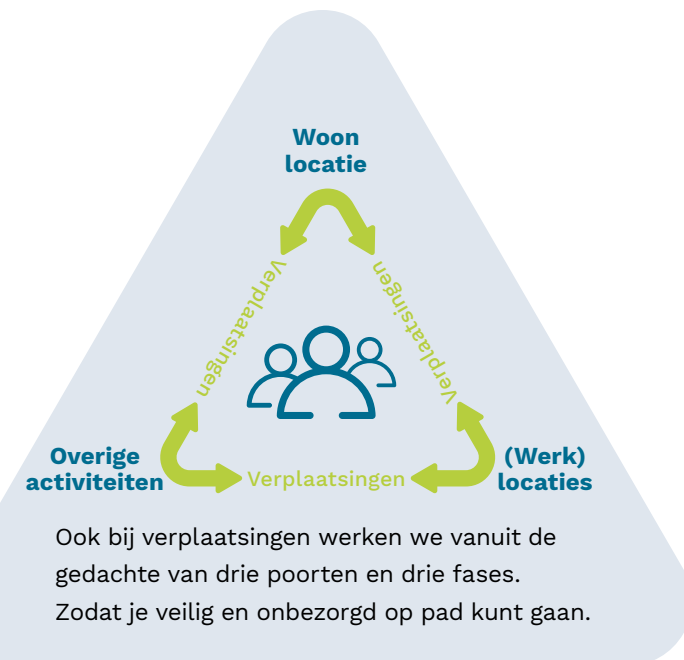 Woon
locatie
Verplaatsingen
Verplaatsingen
Overige
activiteiten
Verplaatsingen
(Werk)
locaties
Ook bij verplaatsingen werken we vanuit de
gedachte van drie poorten en drie fases.
Zodat je veilig en onbezorgd op pad kunt gaan.